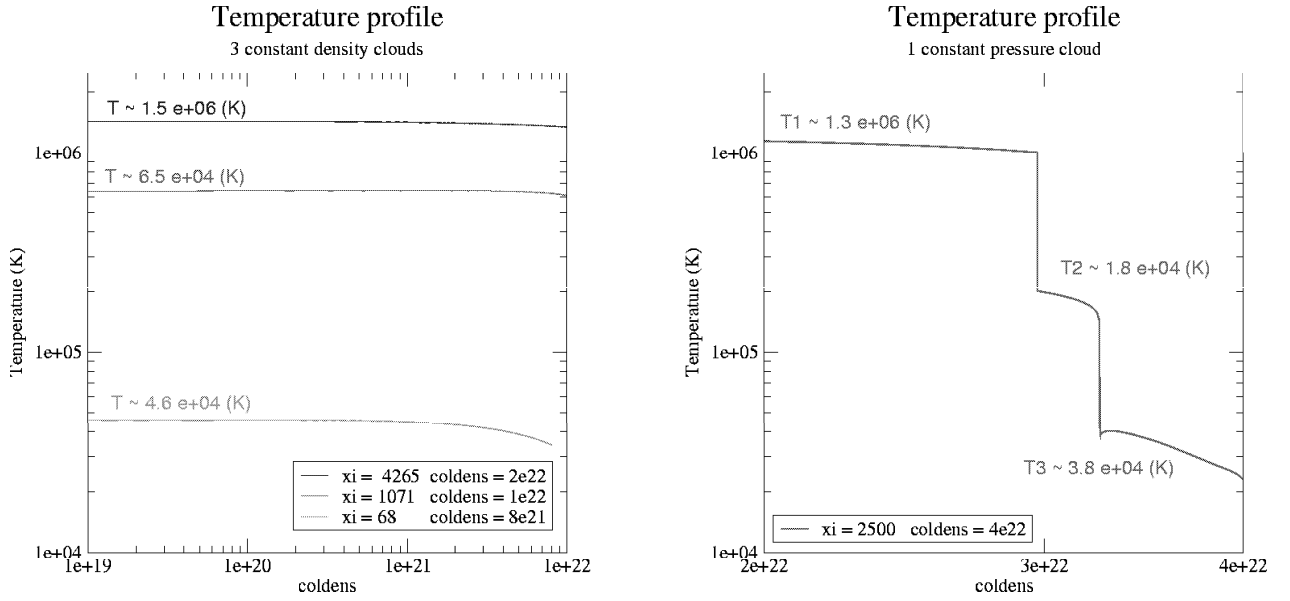 Temperature profile
3 constant density clouds
T ~ 1.5 e+06 (K)
1e+06
T ~ 6.5 e+04 (K)
Temperature (K)
1e+05
T ~ 4.6 e+04 (K)
xi = 4265 coldens = 2e22
xi = 1071 coldens = 1e22
xi = 68 coldens = 8e21
1e+04
1e+19 1e+20 1e+21 1e+22
coldens
Temperature profile
1 constant pressure cloud
T1 ~ 1.3 e+06 (K)
1e+06
T2 ~ 1.8 e+04 (K)
Temperature (K)
1e+05
T3 ~ 3.8 e+04 (K)
xi = 2500 coldens = 4e22
1e+04
2e+22 3e+22 4e+22
coldens